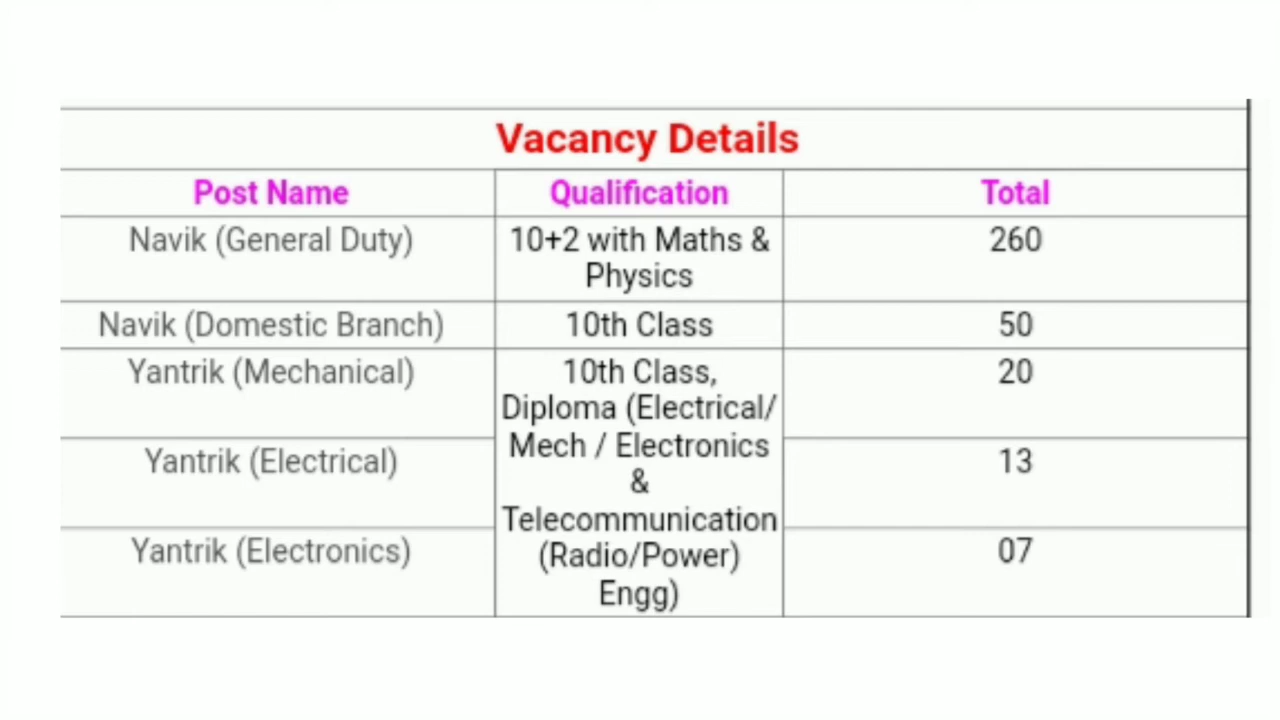 Vacancy Details
Post Name Qualification Total
Navik (General Duty) 10+2 with Maths & 260
Physics
Navik (Domestic Branch) 10th Class 50
Yantrik (Mechanical) 10th Class, 20
Diploma (Electrical/
Mech / Electronics
Yantrik (Electrical) & 13
Telecommunication
Yantrik (Electronics) (Radio/Power) 07
Engg)